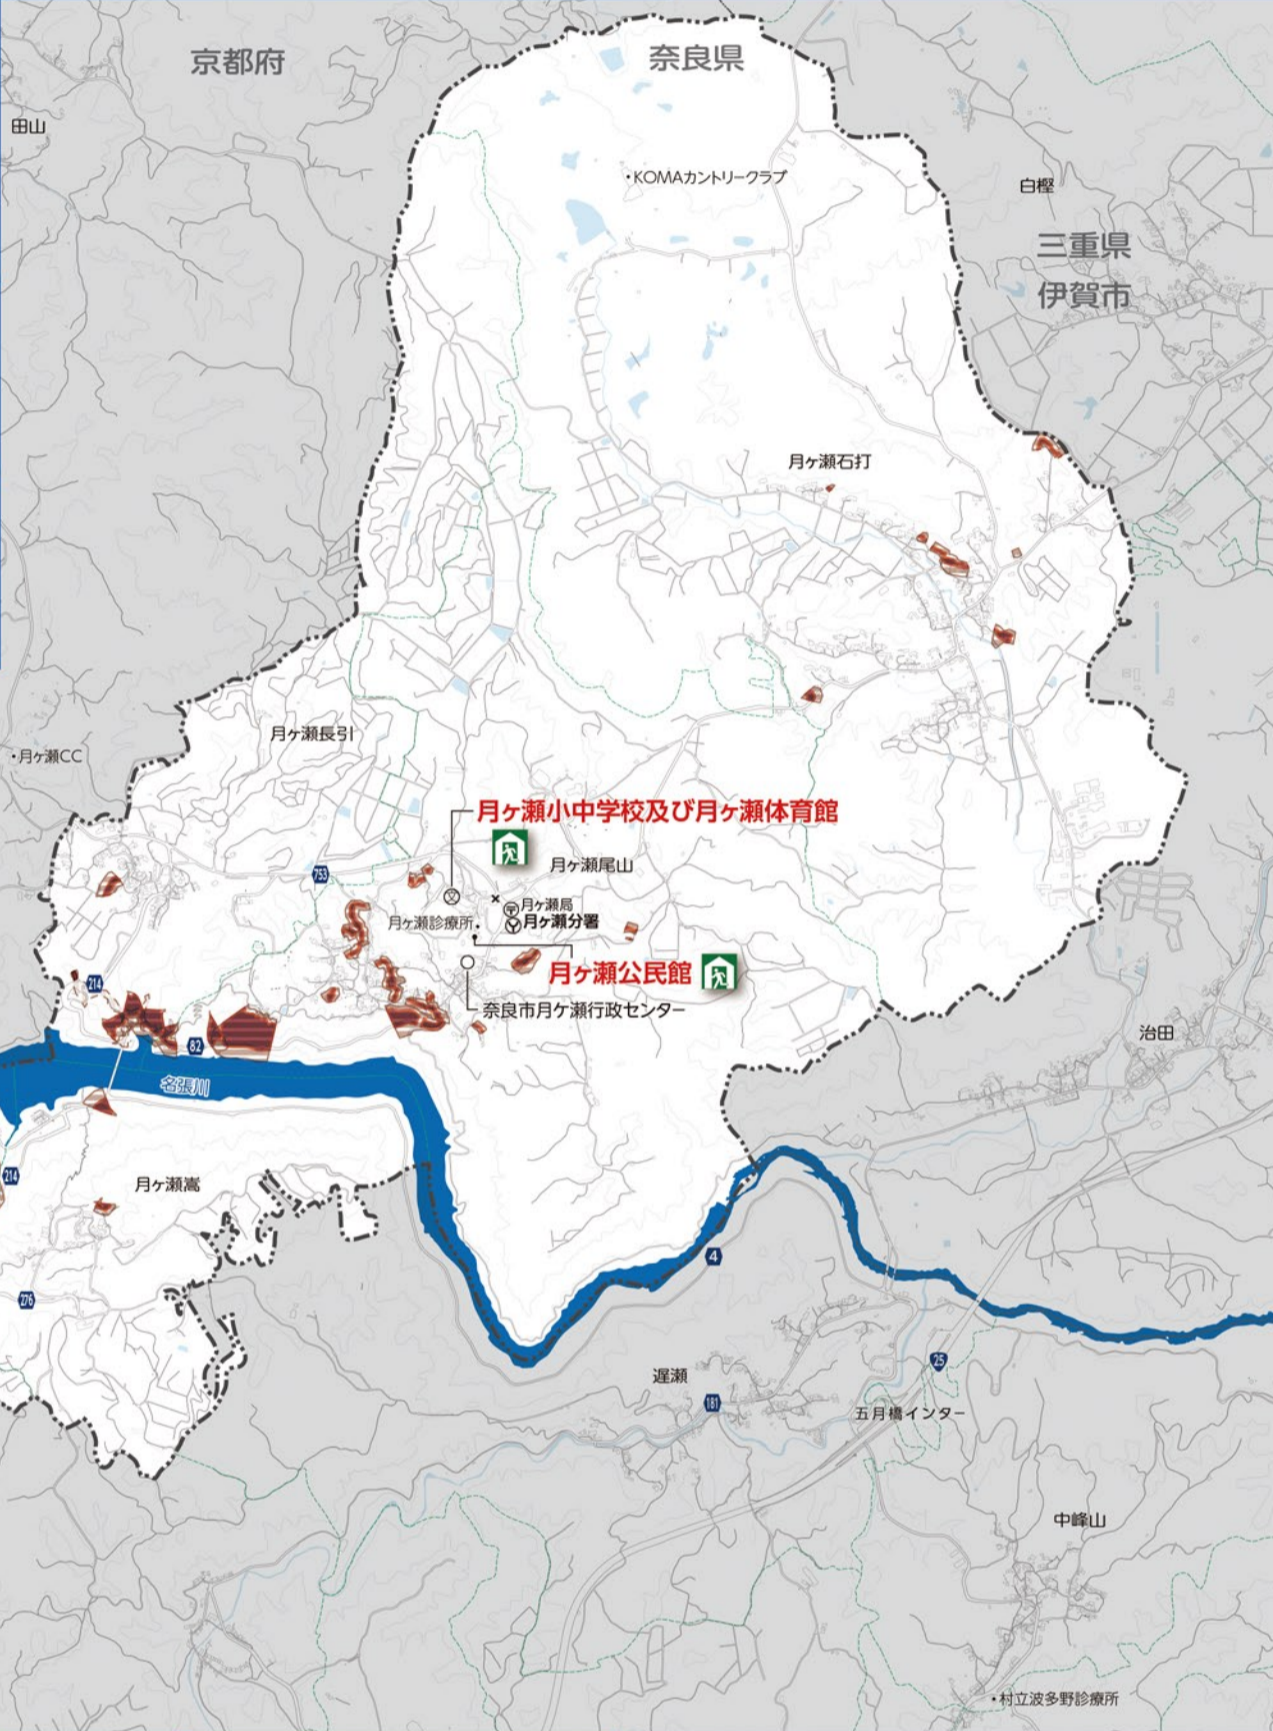 京都府
奈良県
田山
・KOMAカントリークラブ
白樫
三重県
伊賀市
月ヶ瀬石打
月ヶ瀬長引
・月ヶ瀬CC
月ヶ瀬小中学校及び月ヶ瀬体育館
月ヶ瀬尾山
753
月ヶ瀬局
月ヶ瀬診療所
月ヶ瀬分署
月ヶ瀬公民館
214
奈良市月ヶ瀬行政センター
82
治田
名張川
214
月ヶ瀬嵩
4
276
遅瀬
25
181
五月橋インター
中峰山
・村立波多野診療所